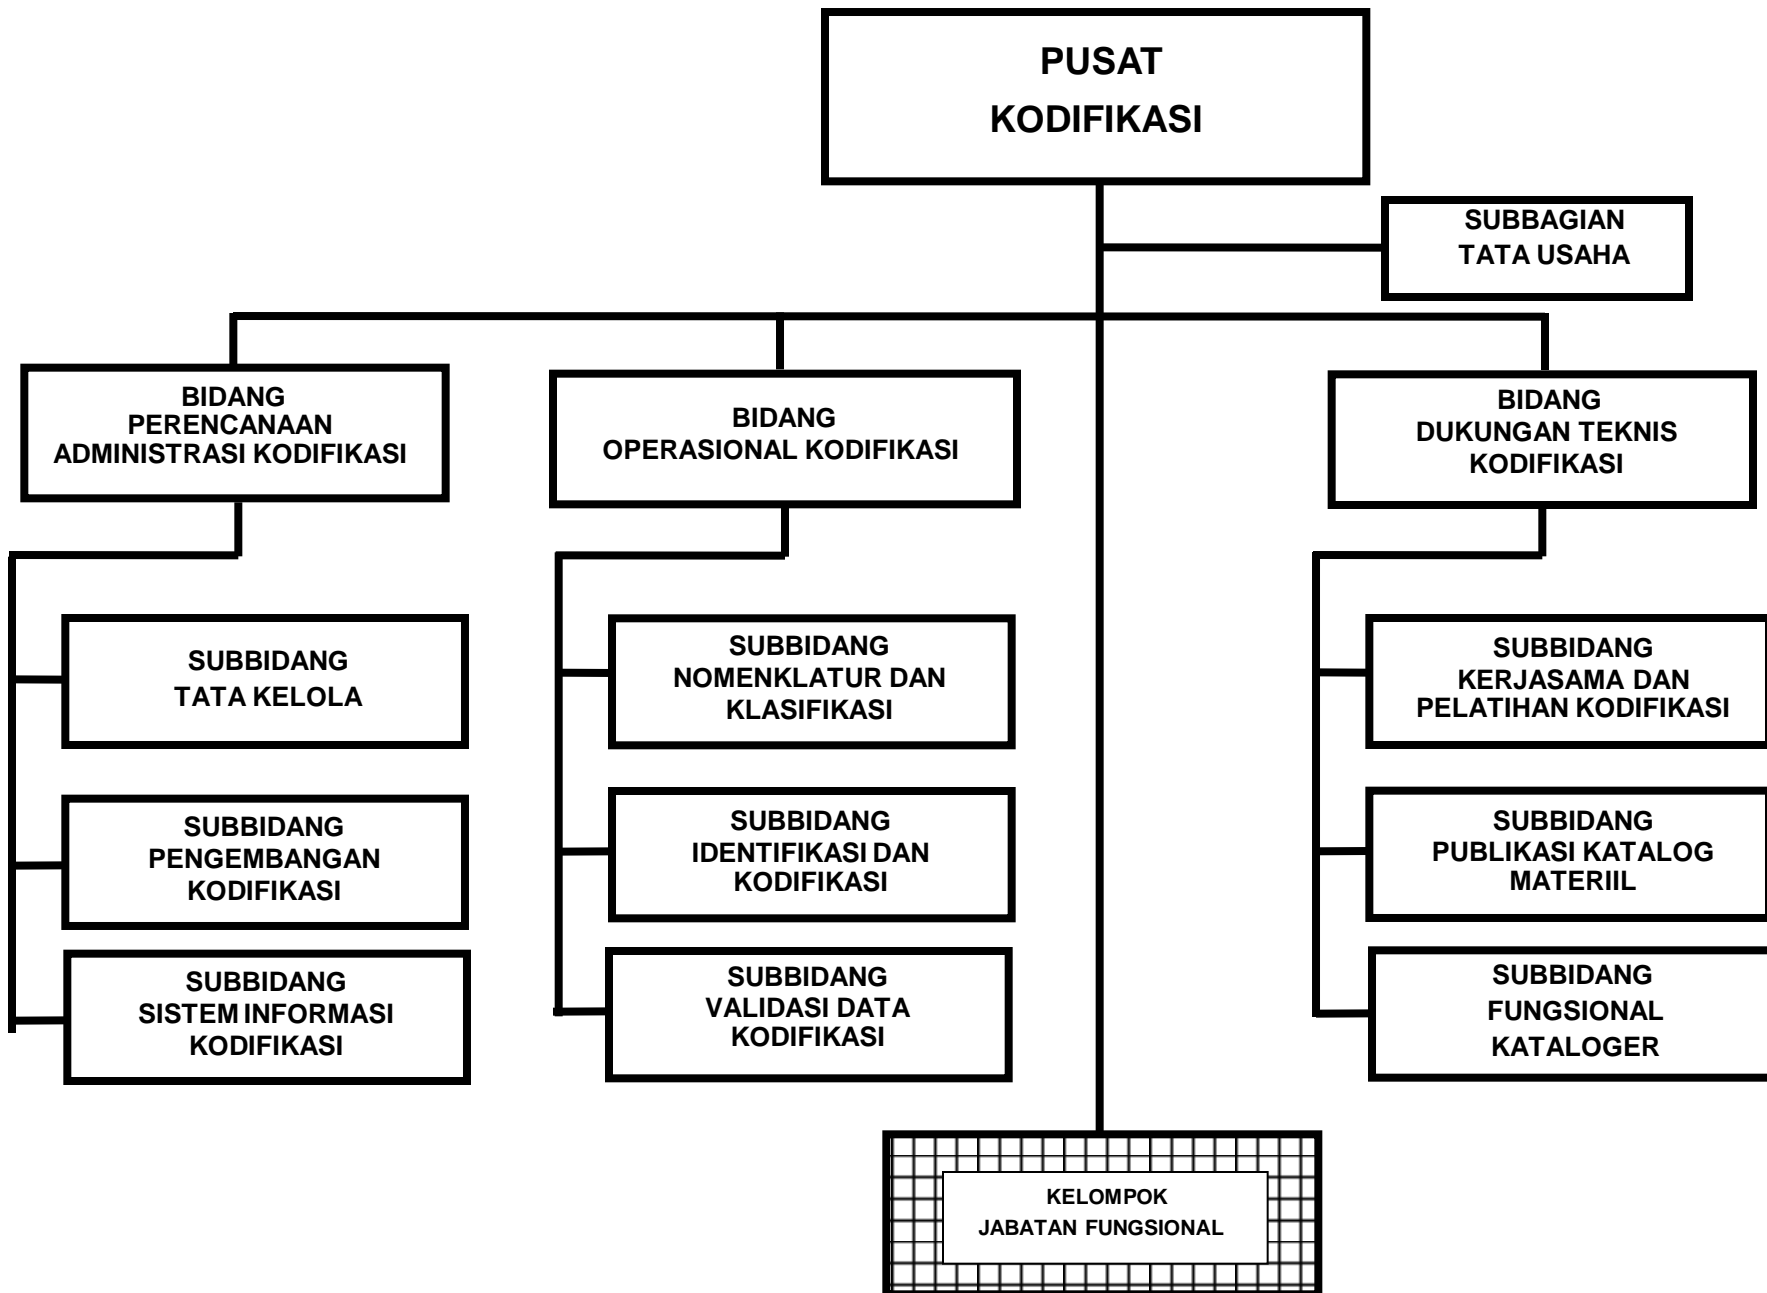 PUSAT
KODIFIKASI
SUBBAGIAN
TATA USAHA
BIDANG
PERENCANAAN
ADMINISTRASI KODIFIKASI
BIDANG
OPERASIONAL KODIFIKASI
BIDANG
DUKUNGAN TEKNIS
KODIFIKASI
SUBBIDANG
TATA KELOLA
SUBBIDANG
NOMENKLATUR DAN
KLASIFIKASI
SUBBIDANG
KERJASAMA DAN
PELATIHAN KODIFIKASI
SUBBIDANG
PENGEMBANGAN
KODIFIKASI
SUBBIDANG
IDENTIFIKASI DAN
KODIFIKASI
SUBBIDANG
PUBLIKASI KATALOG
MATERIIL
SUBBIDANG
SISTEM INFORMASI
KODIFIKASI
SUBBIDANG
VALIDASI DATA
KODIFIKASI
SUBBIDANG
FUNGSIONAL
KATALOGER
KELOMPOK
JABATAN FUNGSIONAL